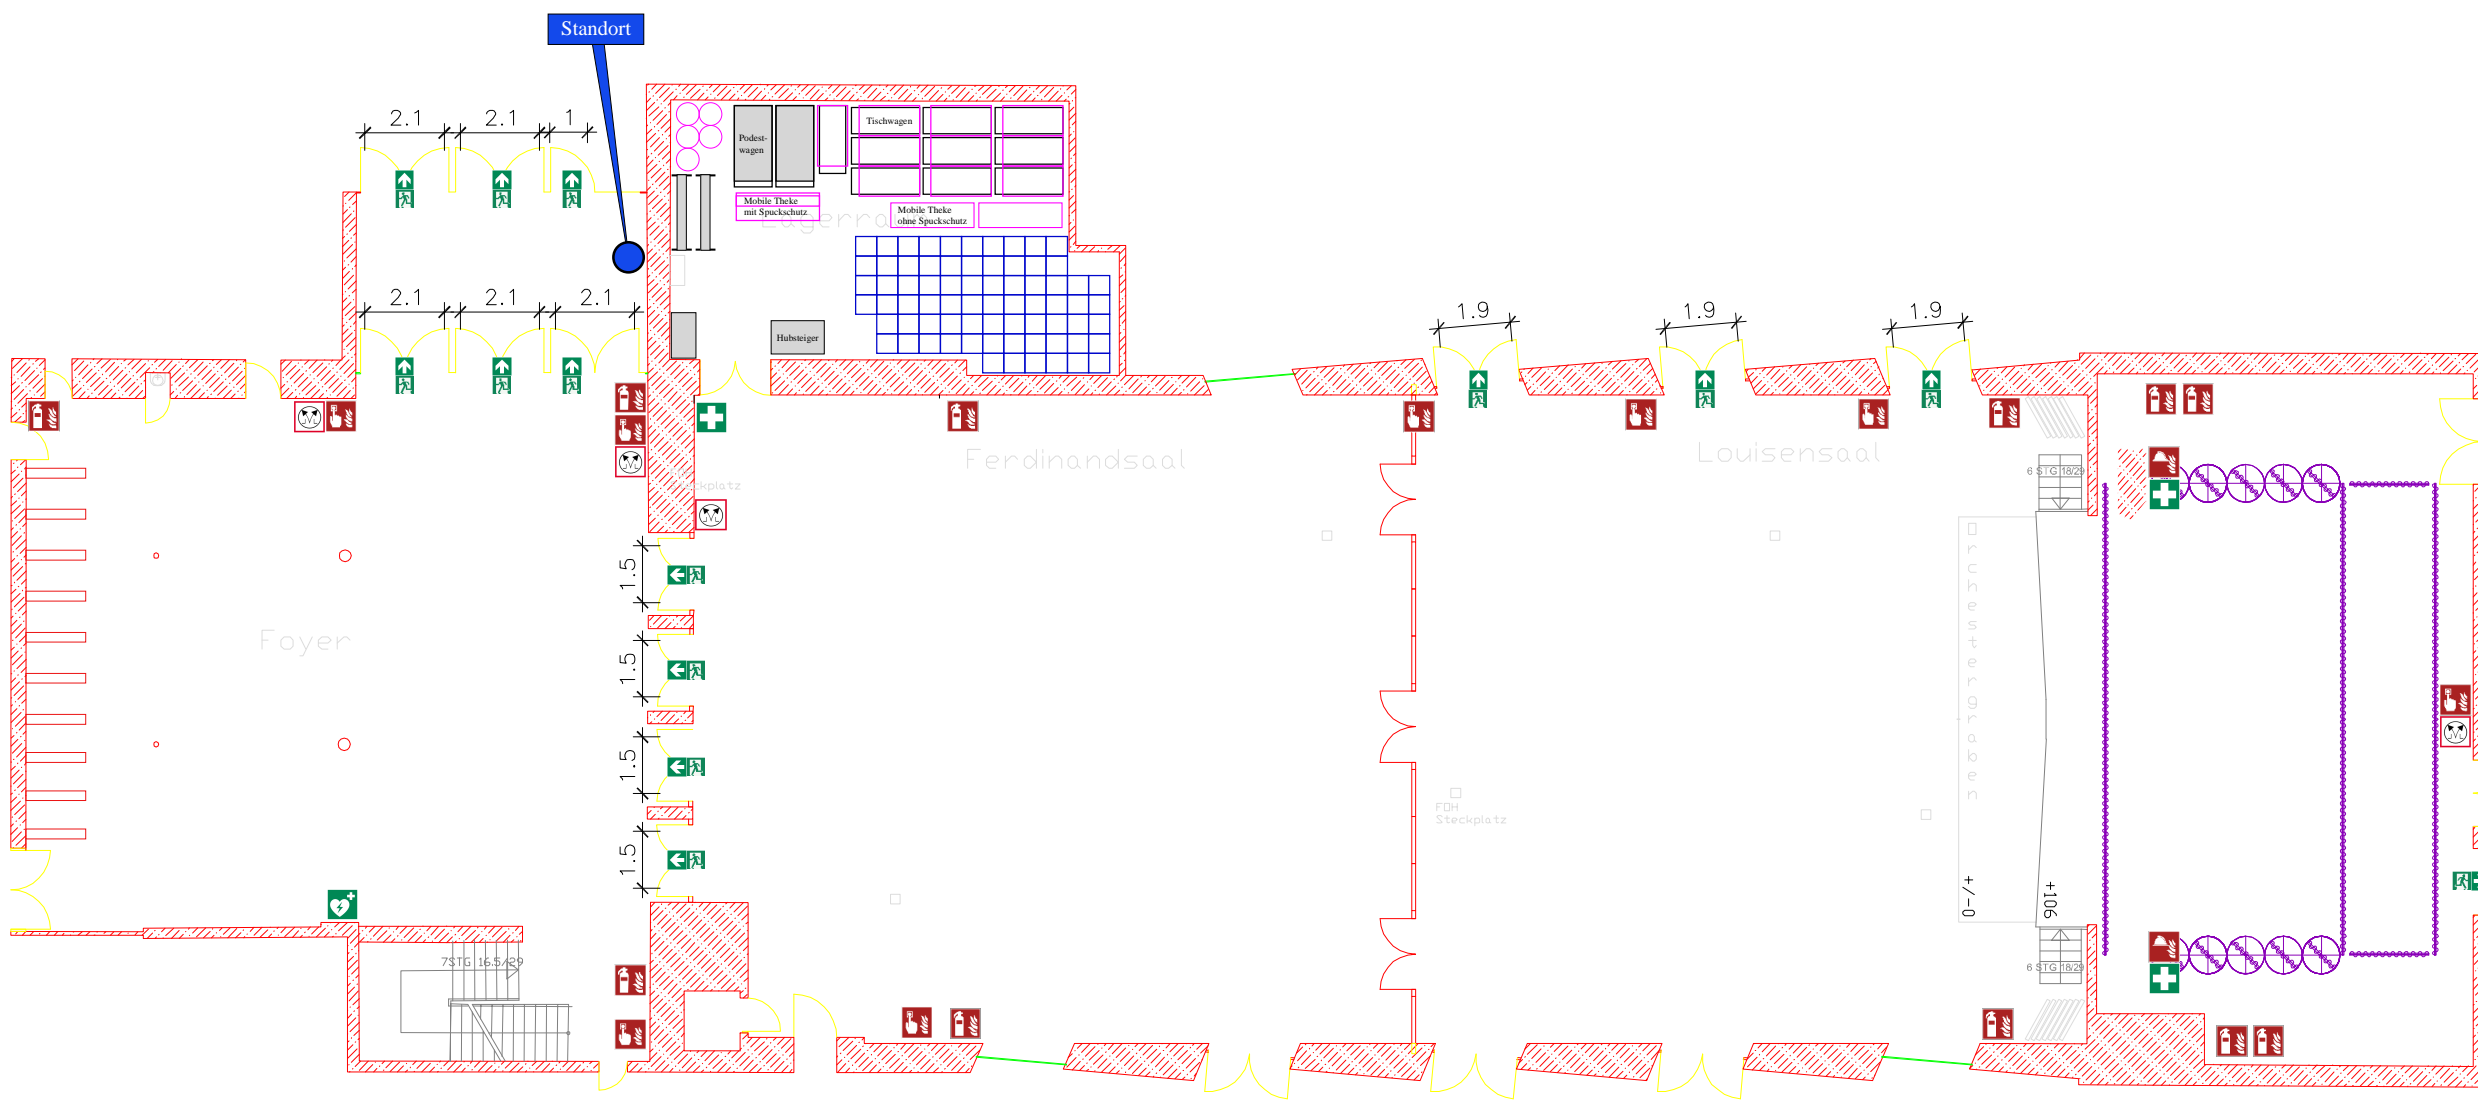 Standort
2.1
2.1
1
Podest-
wagen
Tischwagen
Mobile Theke
mit Spuckschutz
Mobile Theke
ohne Spuckschutz
2.1
2.1
2.1
Hubsteiger
1.9
1.9
1.9
Ferdinandsaal
Louisensaal
6 STG 18/29
1.5
Orchestergraben
Foyer
1.5
1.5
FOH
Steckplatz
1.5
+/-0
+106
7STG 16.5/29
6 STG 18/29